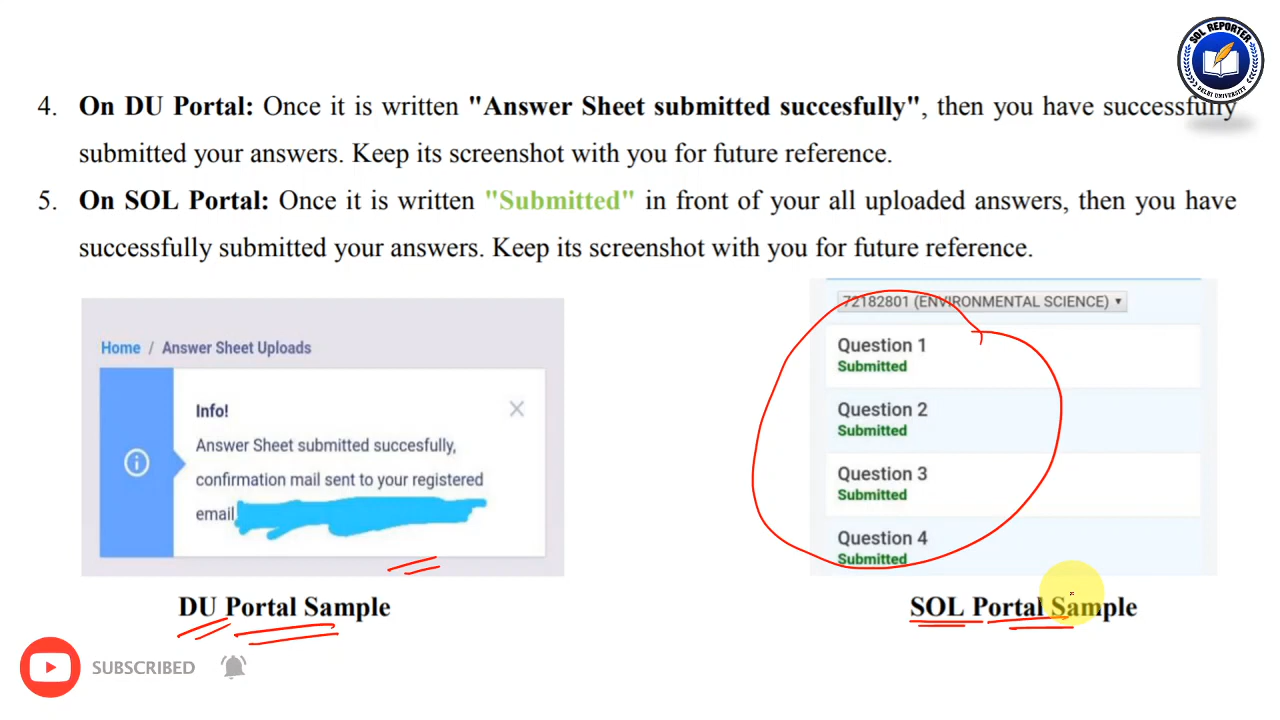 SOL REPORTER
DELHI UNIVERSITY
4. On DU Portal: Once it is written "Answer Sheet submitted succesfully", then you have successfully
submitted your answers. Keep its screenshot with you for future reference.
5. On SOL Portal: Once it is written "Submitted" in front of your all uploaded answers, then you have
successfully submitted your answers. Keep its screenshot with you for future reference.
Home / Answer Sheet Uploads
Info!
Answer Sheet submitted succesfully,
confirmation mail sent to your registered
email
DU Portal Sample
72182801 (ENVIRONMENTAL SCIENCE)
Question 1
Submitted
Question 2
Submitted
Question 3
Submitted
Question 4
Submitted
SOL Portal Sample
SUBSCRIBED